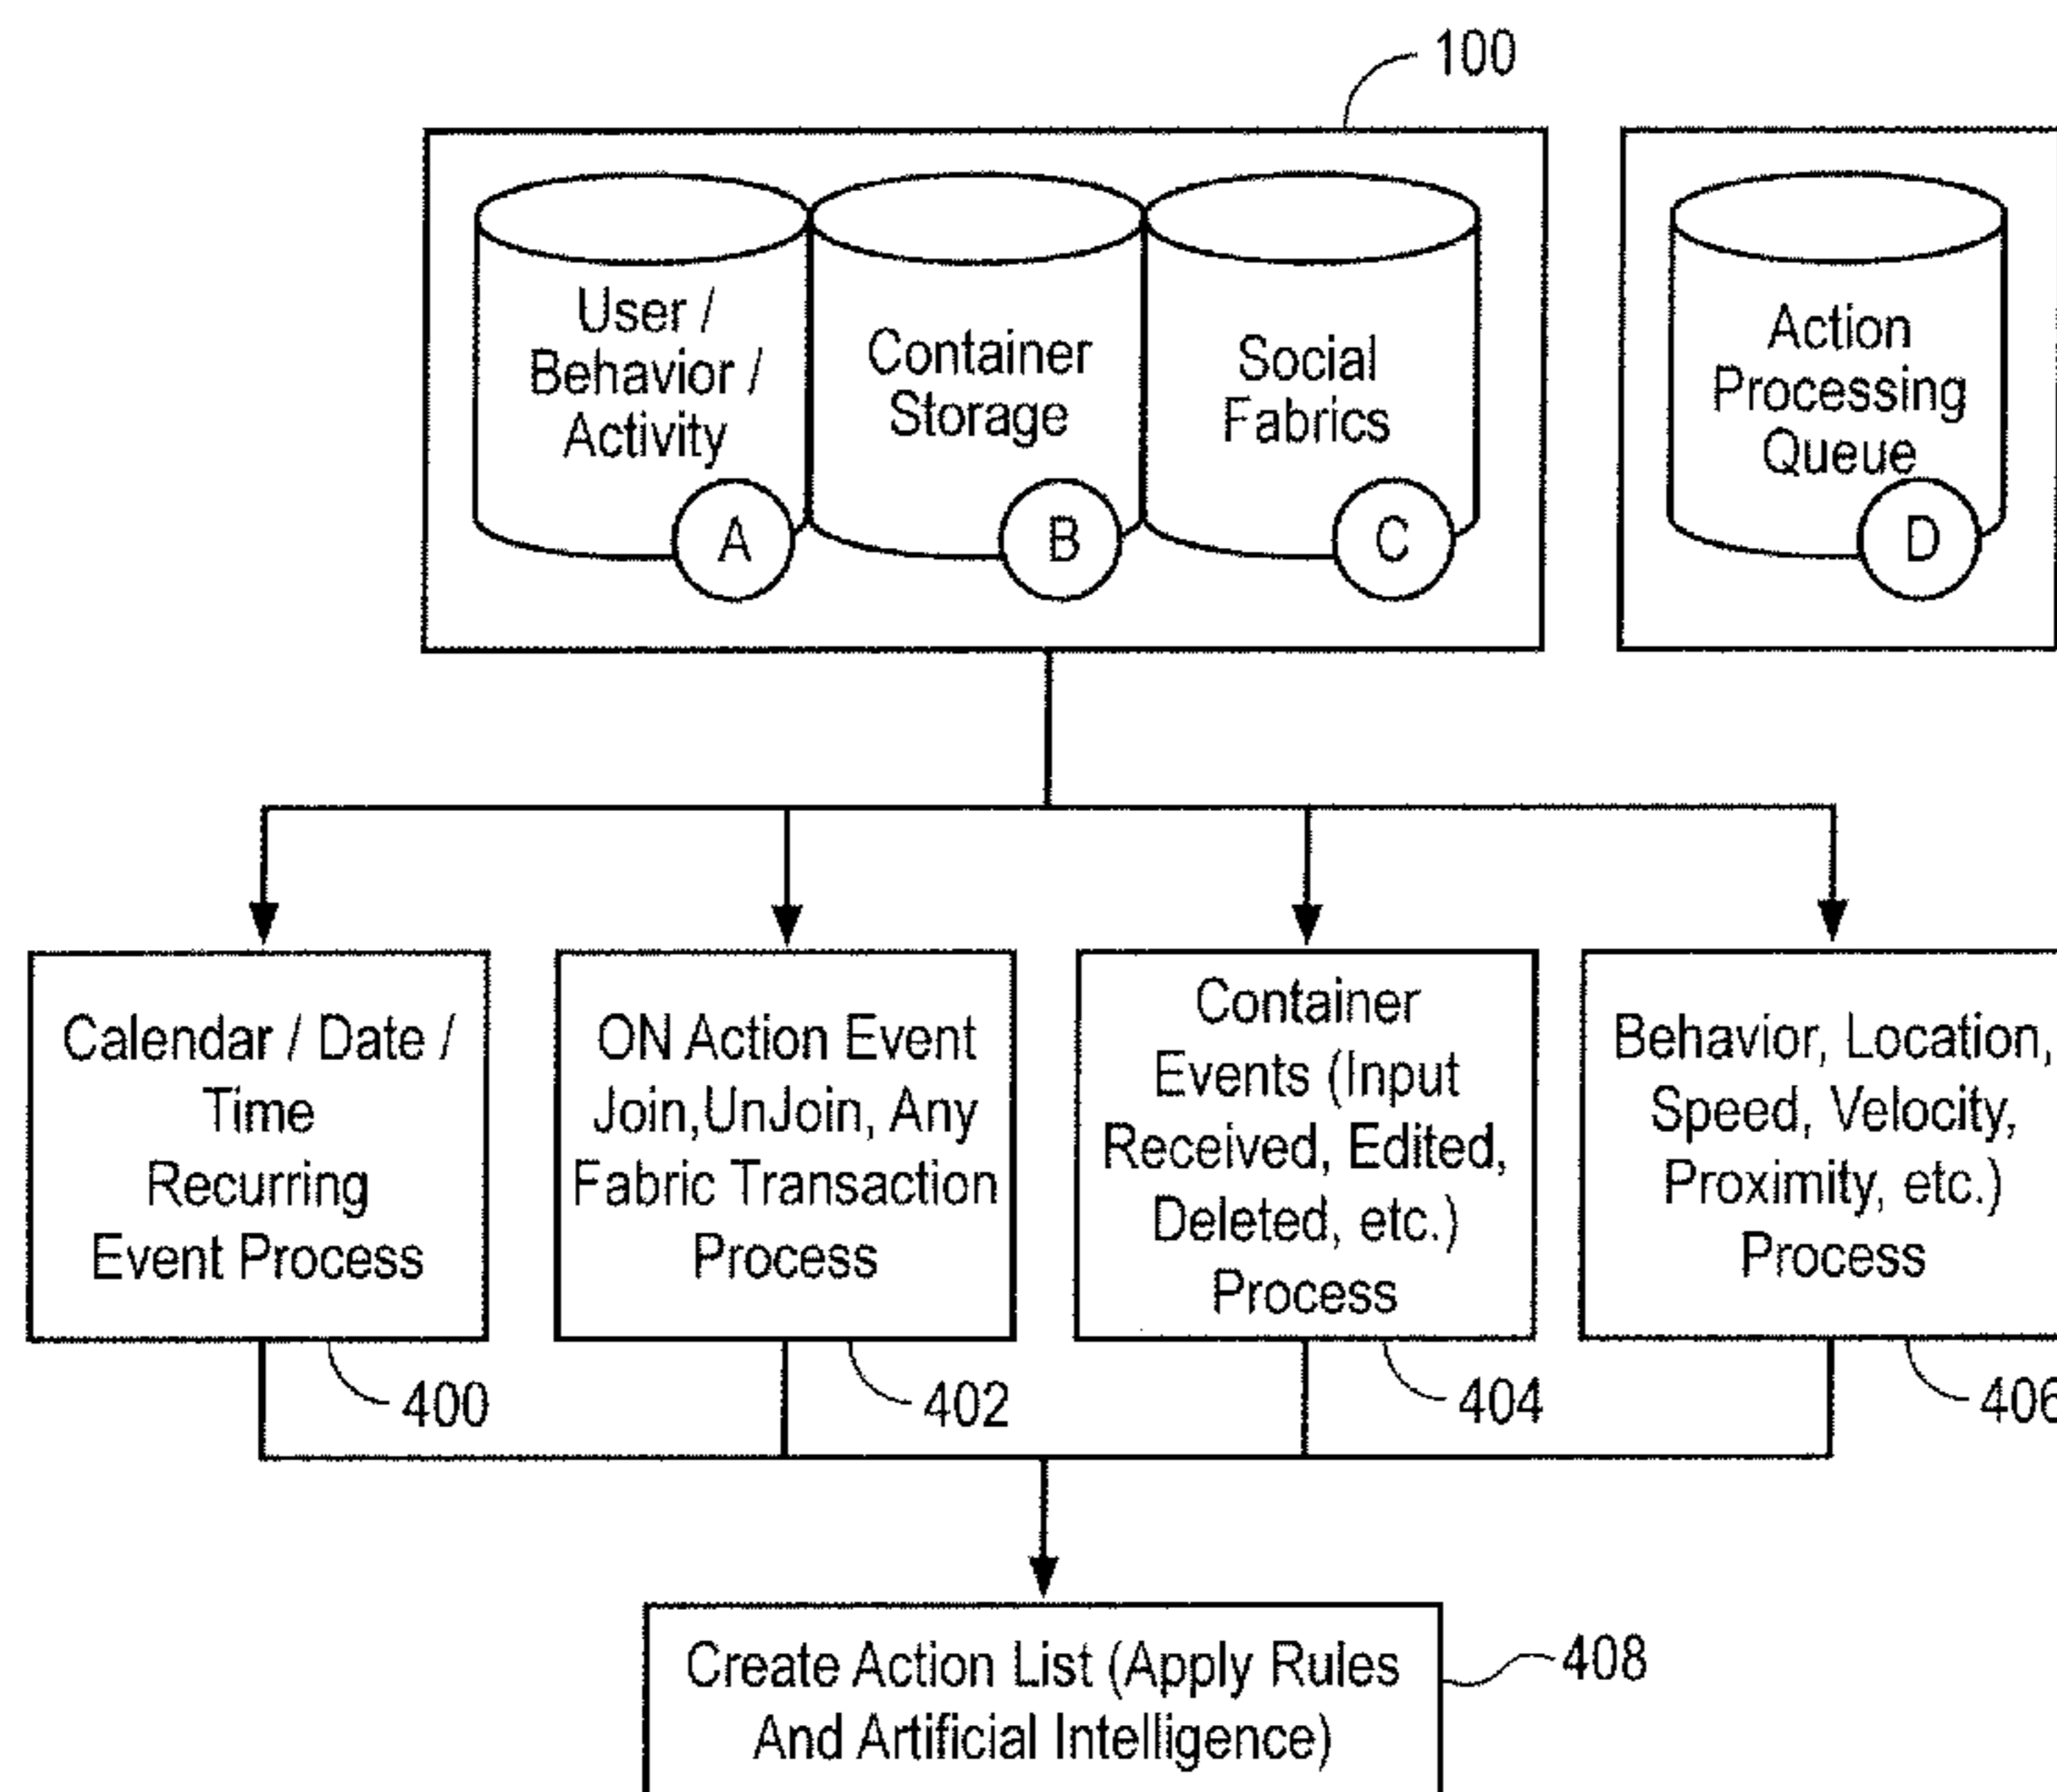 100
User /
Behavior /
Activity
A
Container
Storage
B
Social
Fabrics
C
Action
Processing
Queue
D
Calendar / Date /
Time
Recurring
Event Process
400
ON Action Event
Join,UnJoin, Any
Fabric Transaction
Process
402
Container
Events (Input
Received, Edited,
Deleted, etc.)
Process
404
Behavior, Location,
Speed, Velocity,
Proximity, etc.)
Process
406
Create Action List (Apply Rules
And Artificial Intelligence)
408